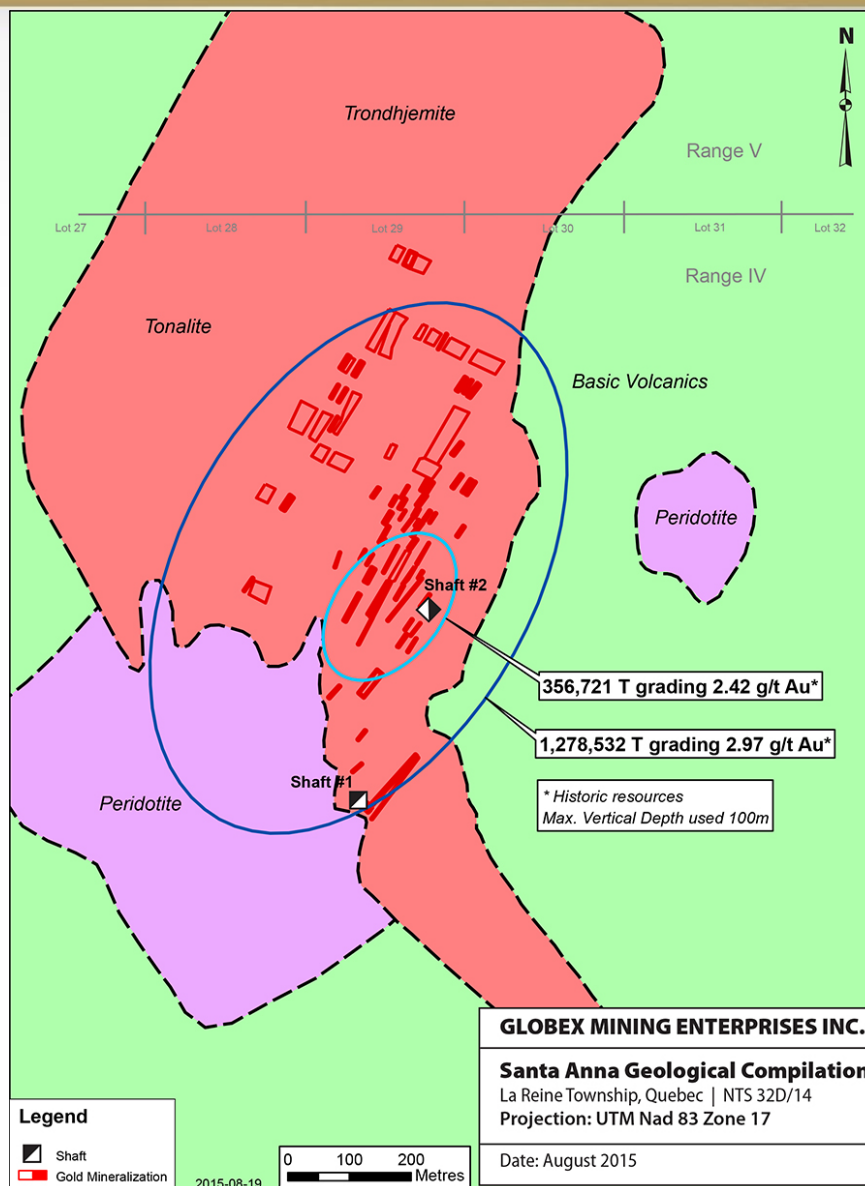 N
Trondhjemite
Range V
Lot 27
Lot 28
Lot 29
Lot 30
Lot 31
Lot 32
Range IV
Tonalite
Basic Volcanics
Peridotite
Shaft #2
356,721 T grading 2.42 g/t Au*
1,278,532 T grading 2.97 g/t Au*
Shaft #1
Peridotite
* Historic resources
Max. Vertical Depth used 100m
GLOBEX MINING ENTERPRISES INC.
Santa Anna Geological Compilation
La Reine Township, Quebec | NTS 32D/14
Projection: UTM Nad 83 Zone 17
Date: August 2015
Legend
Shaft
Gold Mineralization
2015-08-19
0 100 200
Metres